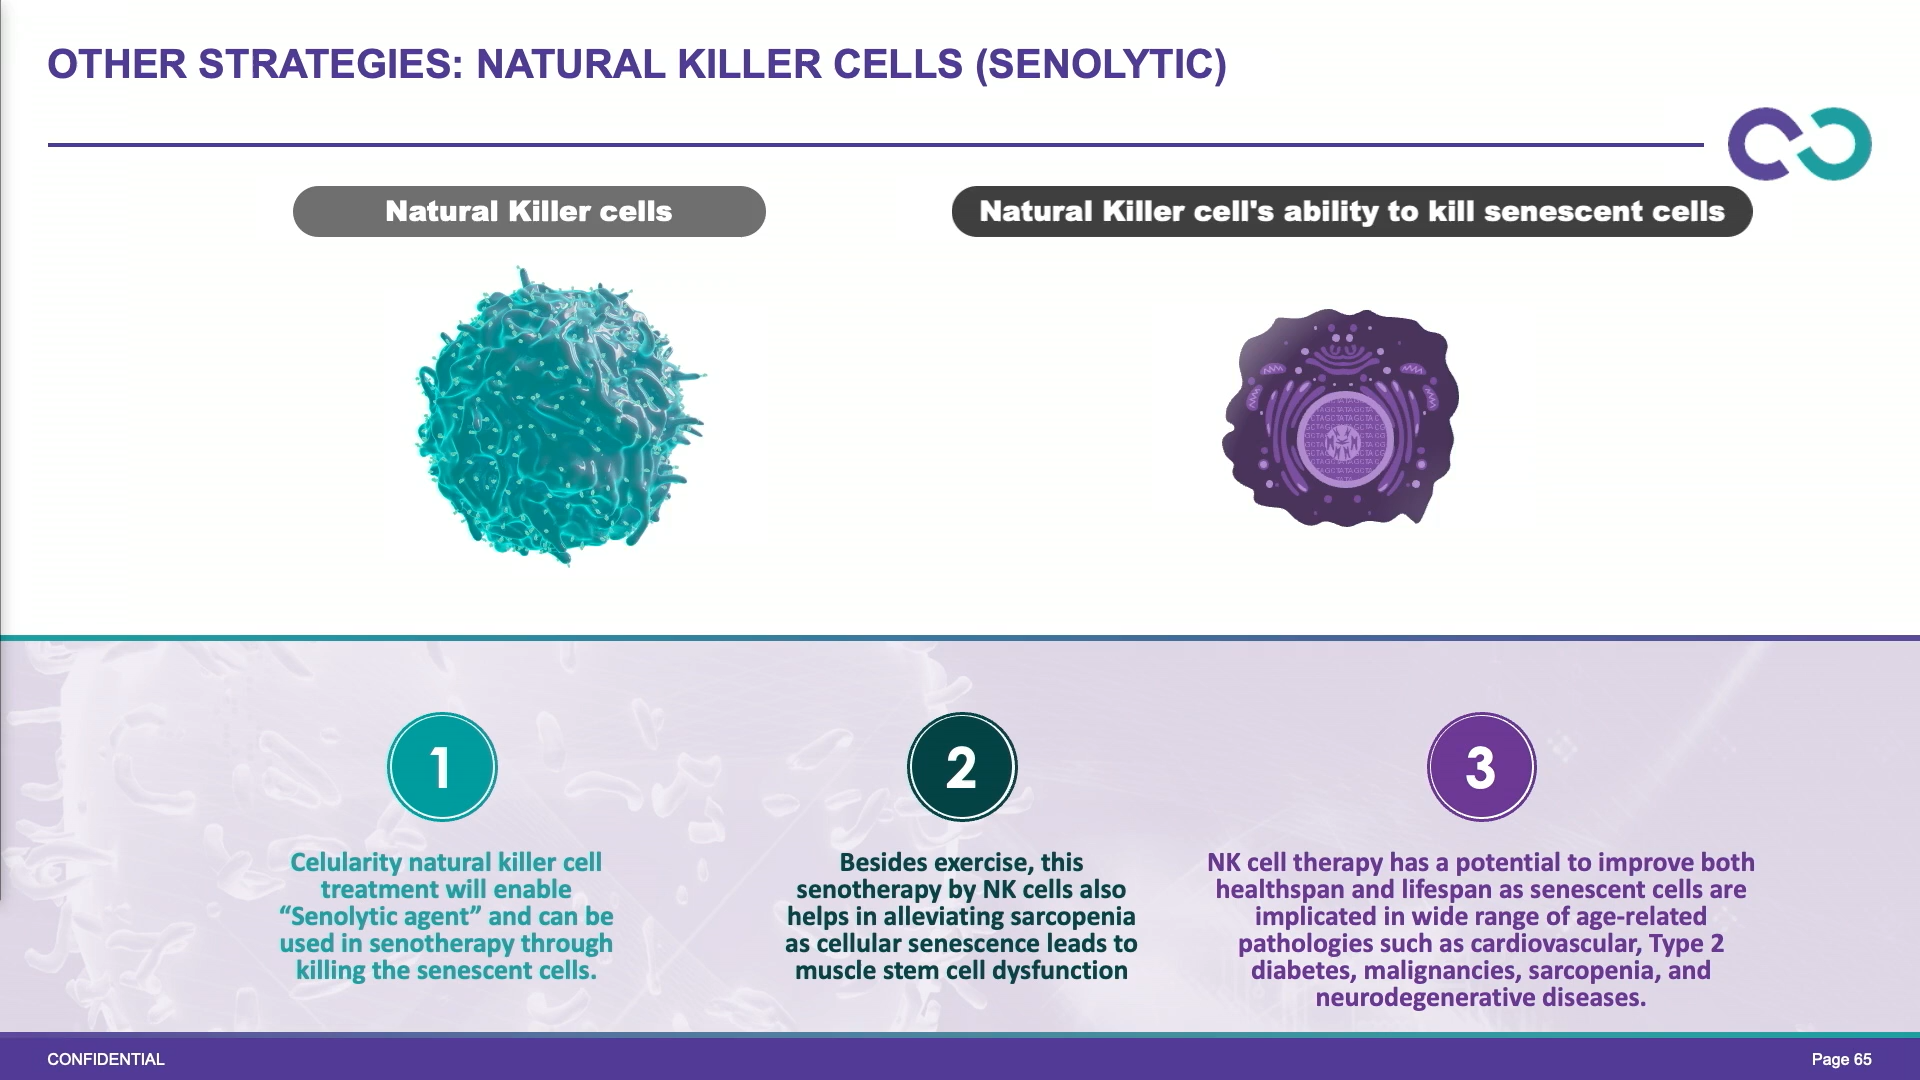 OTHER STRATEGIES: NATURAL KILLER CELLS (SENOLYTIC)
Natural Killer cells
Natural Killer cell's ability to kill senescent cells
1
Celularity natural killer cell
treatment will enable
“Senolytic agent” and can be
used in senotherapy through
killing the senescent cells.
2
Besides exercise, this
senotherapy by NK cells also
helps in alleviating sarcopenia
as cellular senescence leads to
muscle stem cell dysfunction
3
NK cell therapy has a potential to improve both
healthspan and lifespan as senescent cells are
implicated in wide range of age-related
pathologies such as cardiovascular, Type 2
diabetes, malignancies, sarcopenia, and
neurodegenerative diseases.
CONFIDENTIAL
Page 65